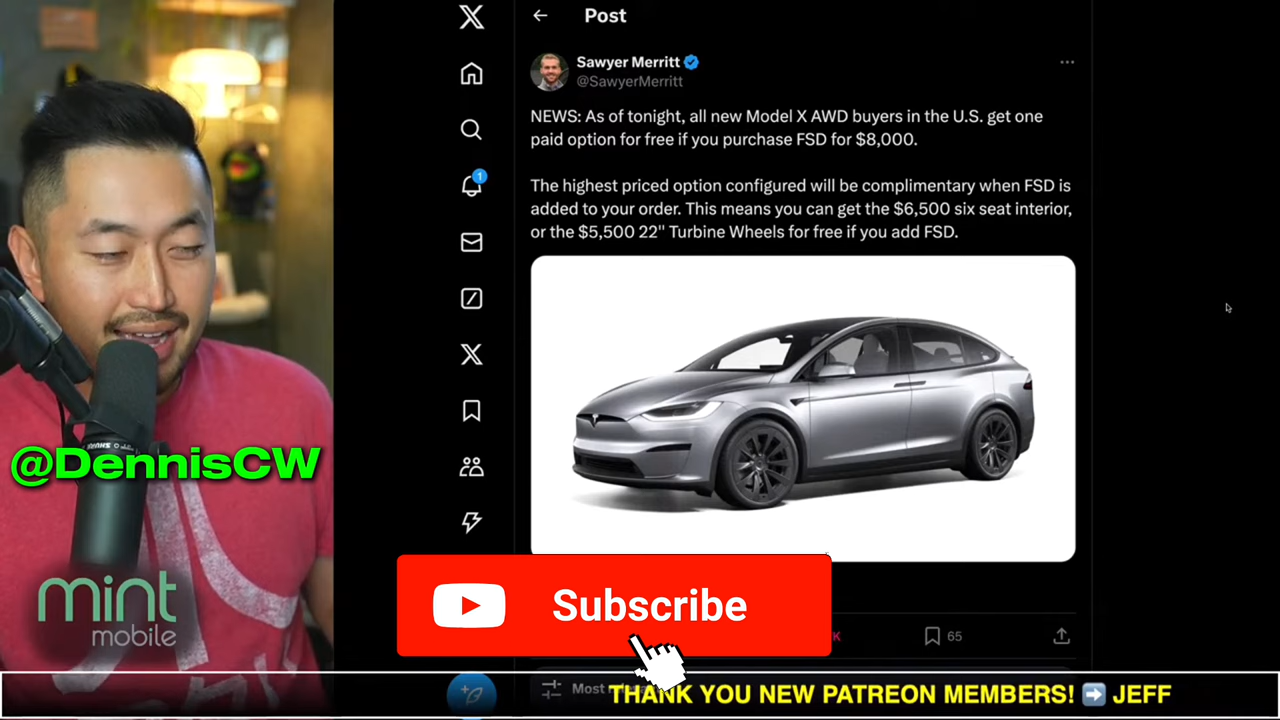 Post
Sawyer Merritt
@SawyerMerritt
NEWS: As of tonight, all new Model X AWD buyers in the U.S. get one
paid option for free if you purchase FSD for $8,000.
The highest priced option configured will be complimentary when FSD is
added to your order. This means you can get the $6,500 six seat interior,
or the $5,500 22" Turbine Wheels for free if you add FSD.
1
@DennisCW
mint
mobile
Subscribe
K
65
Most
THANK YOU NEW PATREON MEMBERS! ➡️ JEFF